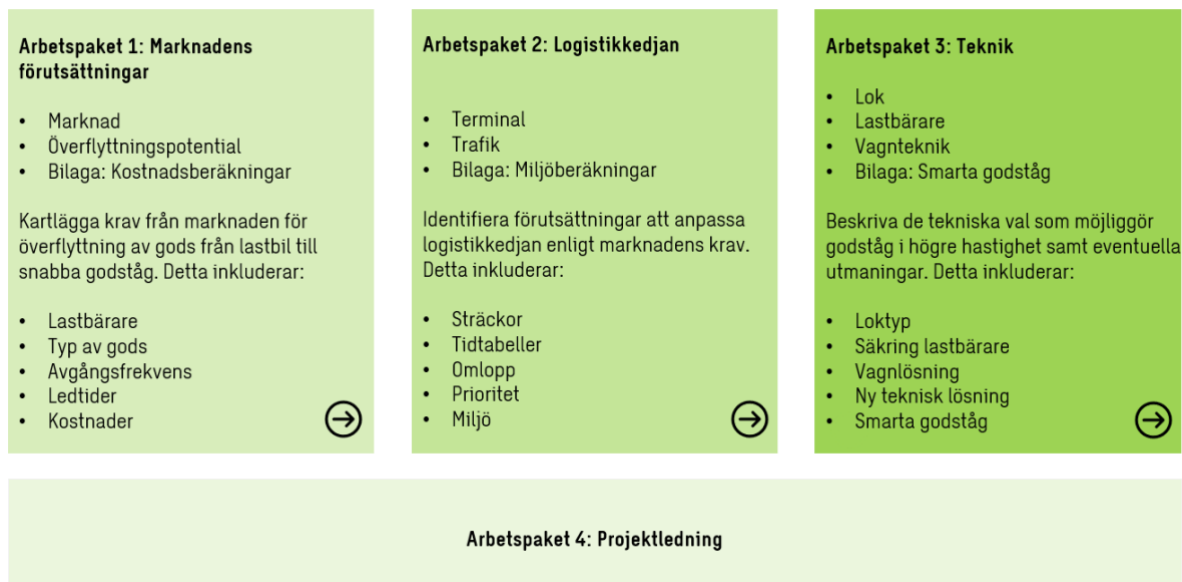 Arbetspaket 1: Marknadens
förutsättningar
• Marknad
• Överflyttningspotential
• Bilaga: Kostnadsberäkningar
Kartlägga krav från marknaden för
överflyttning av gods från lastbil till
snabba godståg. Detta inkluderar:
• Lastbärare
• Typ av gods
• Avgångsfrekvens
• Ledtider
• Kostnader
Arbetspaket 2: Logistikkedjan
• Terminal
• Trafik
• Bilaga: Miljöberäkningar
Identifiera förutsättningar att anpassa
logistikkedjan enligt marknadens krav.
Detta inkluderar:
• Sträckor
• Tidtabeller
• Omlopp
• Prioritet
• Miljö
Arbetspaket 3: Teknik
• Lok
• Lastbärare
• Vagnteknik
• Bilaga: Smarta godståg
Beskriva de tekniska val som möjliggör
godståg i högre hastighet samt eventuella
utmaningar. Detta inkluderar:
• Loktyp
• Säkring lastbärare
• Vagnlösning
• Ny teknisk lösning
• Smarta godståg
Arbetspaket 4: Projektledning